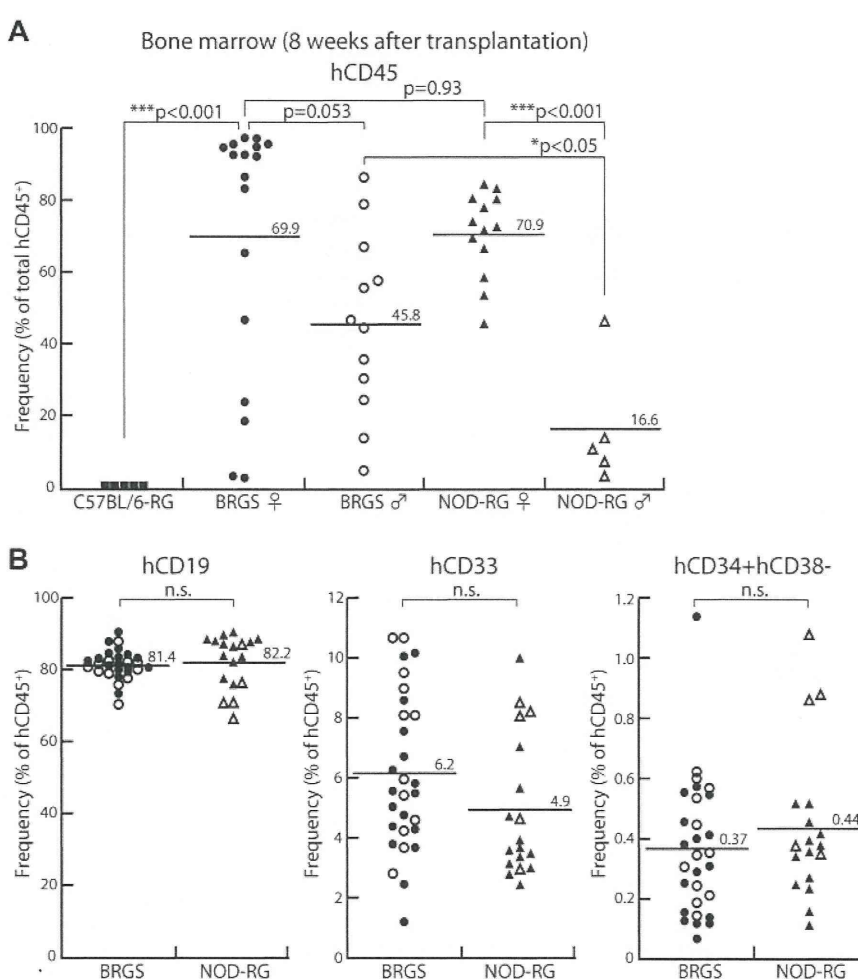 A
Bone marrow (8 weeks after transplantation)
hCD45
p=0.93
***p<0.001
p=0.053
***p<0.001
*p<0.05
Frequency (% of total hCD45⁺)
100
80
60
40
20
0
69.9
45.8
70.9
16.6
C57BL/6-RG
BRGS ♀
BRGS ♂
NOD-RG ♀
NOD-RG ♂
B
hCD19
n.s.
Frequency (% of hCD45⁺)
100
80
60
40
20
0
81.4
82.2
BRGS
NOD-RG
hCD33
n.s.
Frequency (% of hCD45⁺)
12
10
8
6
4
2
0
6.2
4.9
BRGS
NOD-RG
hCD34+hCD38-
n.s.
Frequency (% of hCD45⁺)
1.2
1.0
0.8
0.6
0.4
0.2
0
0.37
0.44
BRGS
NOD-RG